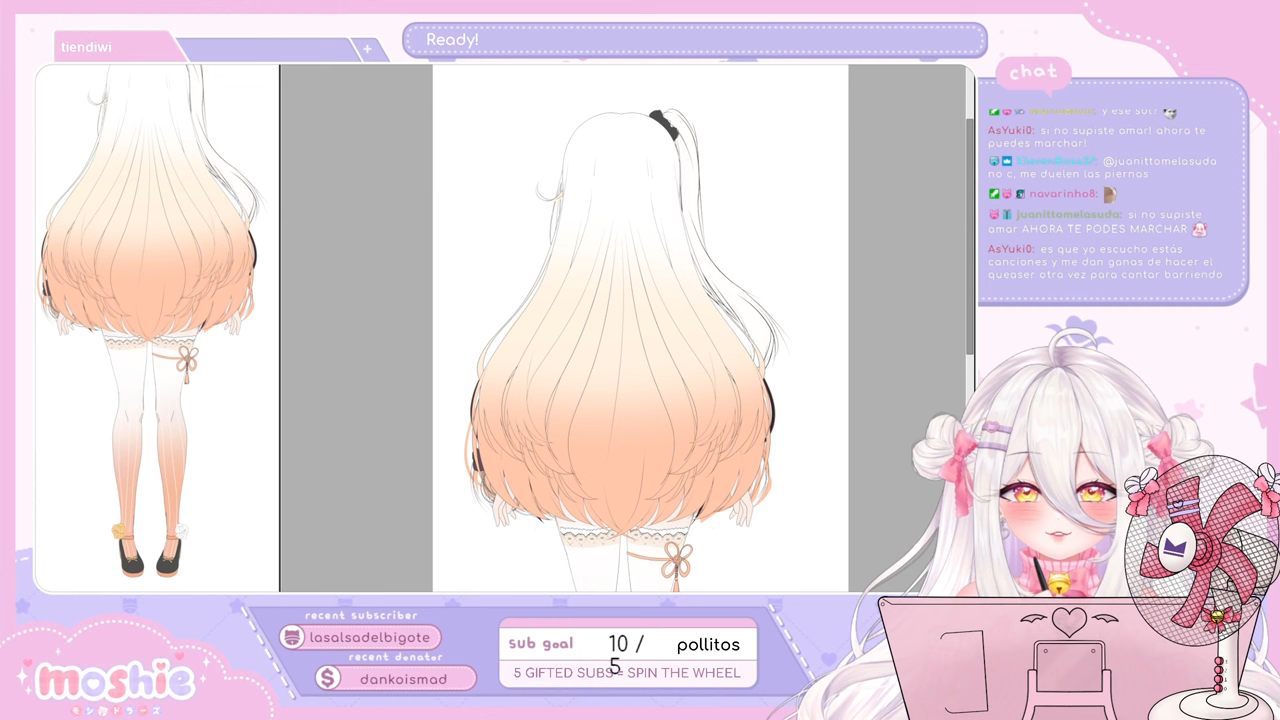 tiendiwi
+
Ready!
chat
y ese sol?
AsYuki0: si no supiste amar! ahora te
puedes marchar!
@juanittomelasuda
no c, me duelen las piernas
navarinho8:
juanittomelasuda: si no supiste
amar AHORA TE PODES MARCHAR
AsYuki0: es que yo escucho estás
canciones y me dan ganas de hacer el
queaser otra vez para cantar barriendo
recent subscriber
lasalsadelbigote
recent donator
$ dankoismad
sub goal
10 /
5
pollitos
5 GIFTED SUBS = SPIN THE WHEEL
moshie